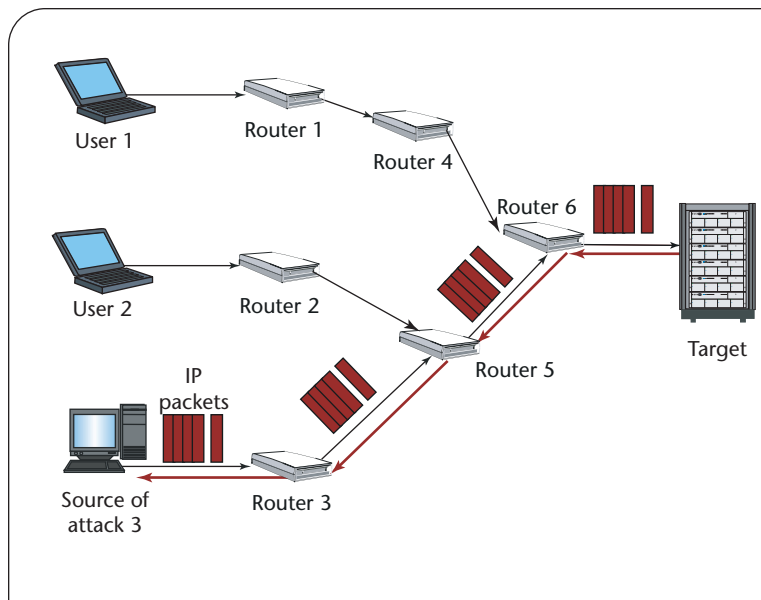 User 1
Router 1
Router 4
Router 6
User 2
Router 2
Router 5
Target
IP
packets
Source of
attack 3
Router 3